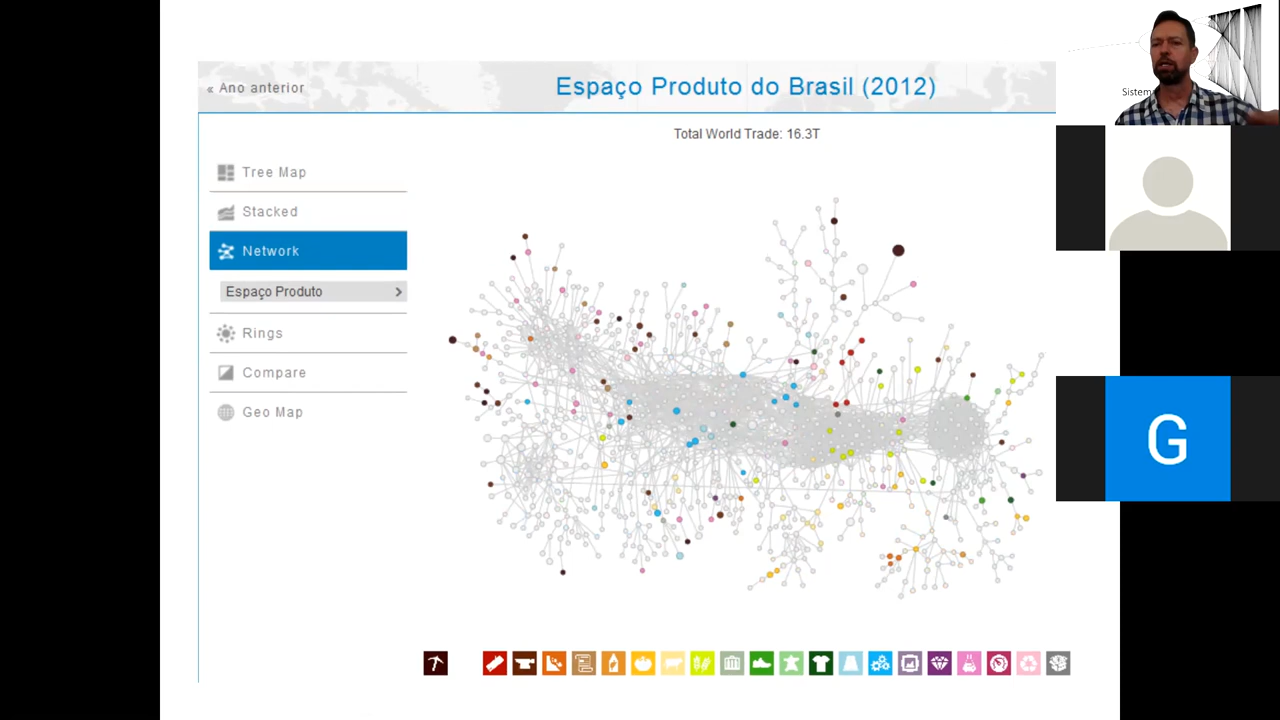 « Ano anterior
Espaço Produto do Brasil (2012)
Total World Trade: 16.3T
Tree Map
Stacked
Network
Espaço Produto
Rings
Compare
Geo Map
Sistem
G